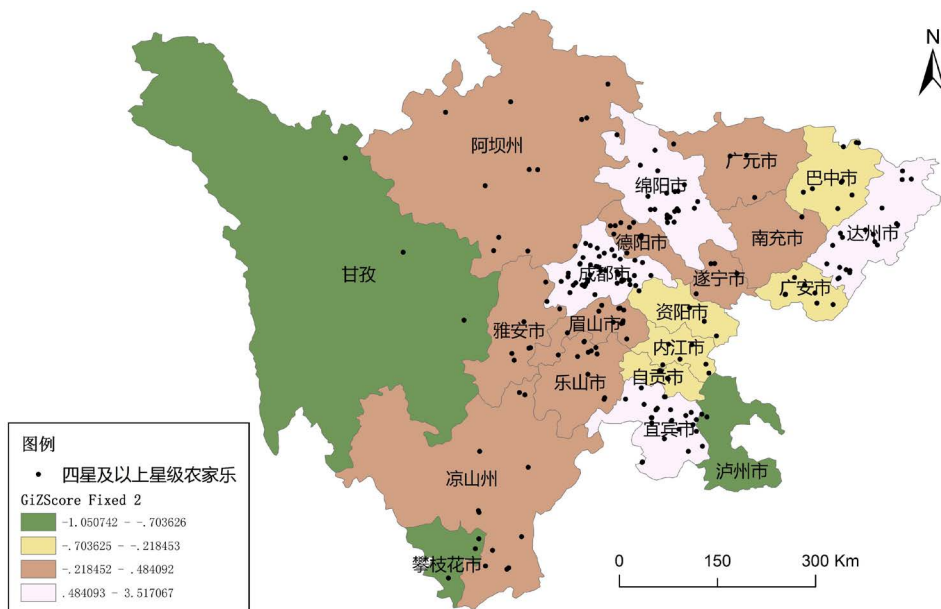 N
阿坝州
广元市
巴中市
绵阳市
达州市
南充市
德阳市
甘孜
成都市
遂宁市
广安市
资阳市
雅安市
眉山市
内江市
自贡市
乐山市
宜宾市
泸州市
凉山州
攀枝花市
图例
四星及以上星级农家乐
GiZScore Fixed 2
-1.050742 - -.703626
-.703625 - -.218453
-.218452 - .484092
.484093 - 3.517067
0 150 300 Km